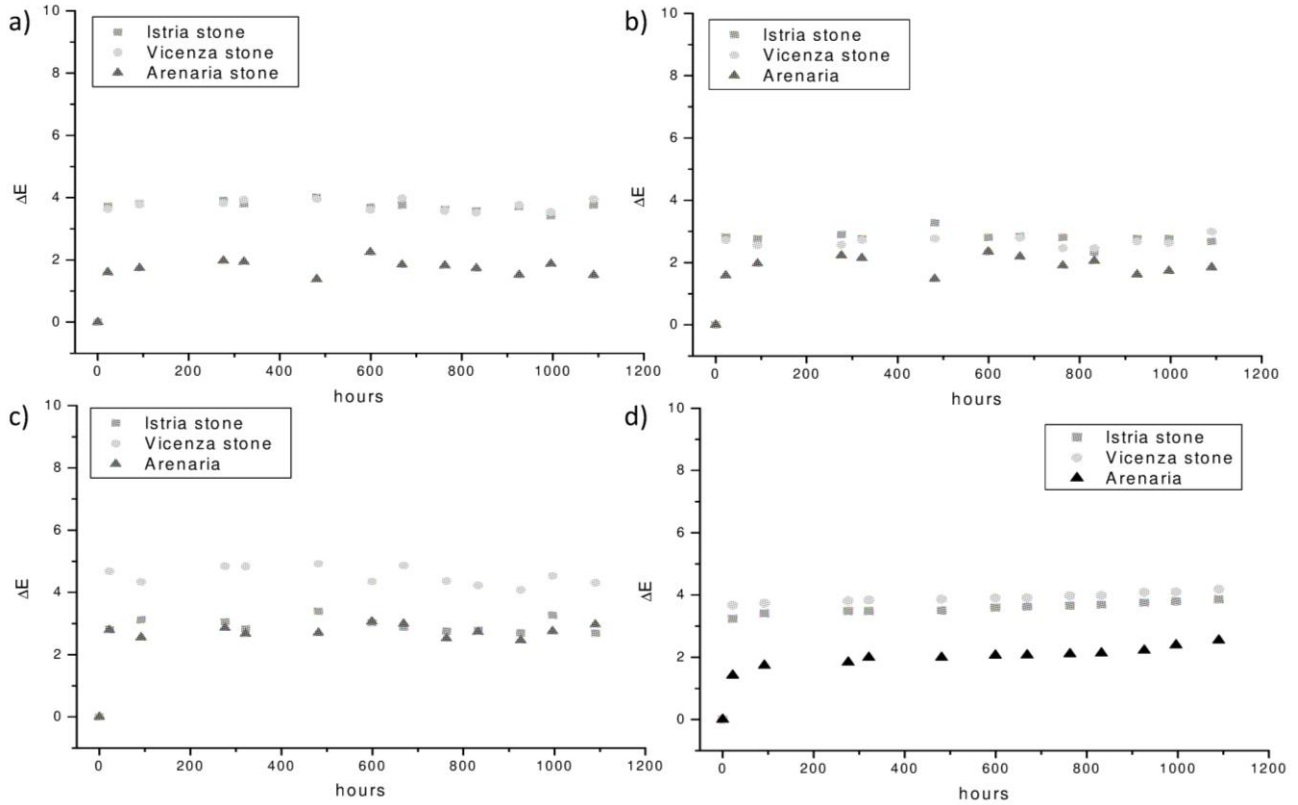 a)
Istria stone
Vicenza stone
Arenaria stone
10
8
6
4
2
0
ΔE
0 200 400 600 800 1000 1200
hours
b)
Istria stone
Vicenza stone
Arenaria
10
8
6
4
2
0
ΔE
0 200 400 600 800 1000 1200
hours
c)
Istria stone
Vicenza stone
Arenaria
10
8
6
4
2
0
ΔE
0 200 400 600 800 1000 1200
hours
d)
Istria stone
Vicenza stone
Arenaria
10
8
6
4
2
0
ΔE
0 200 400 600 800 1000 1200
hours